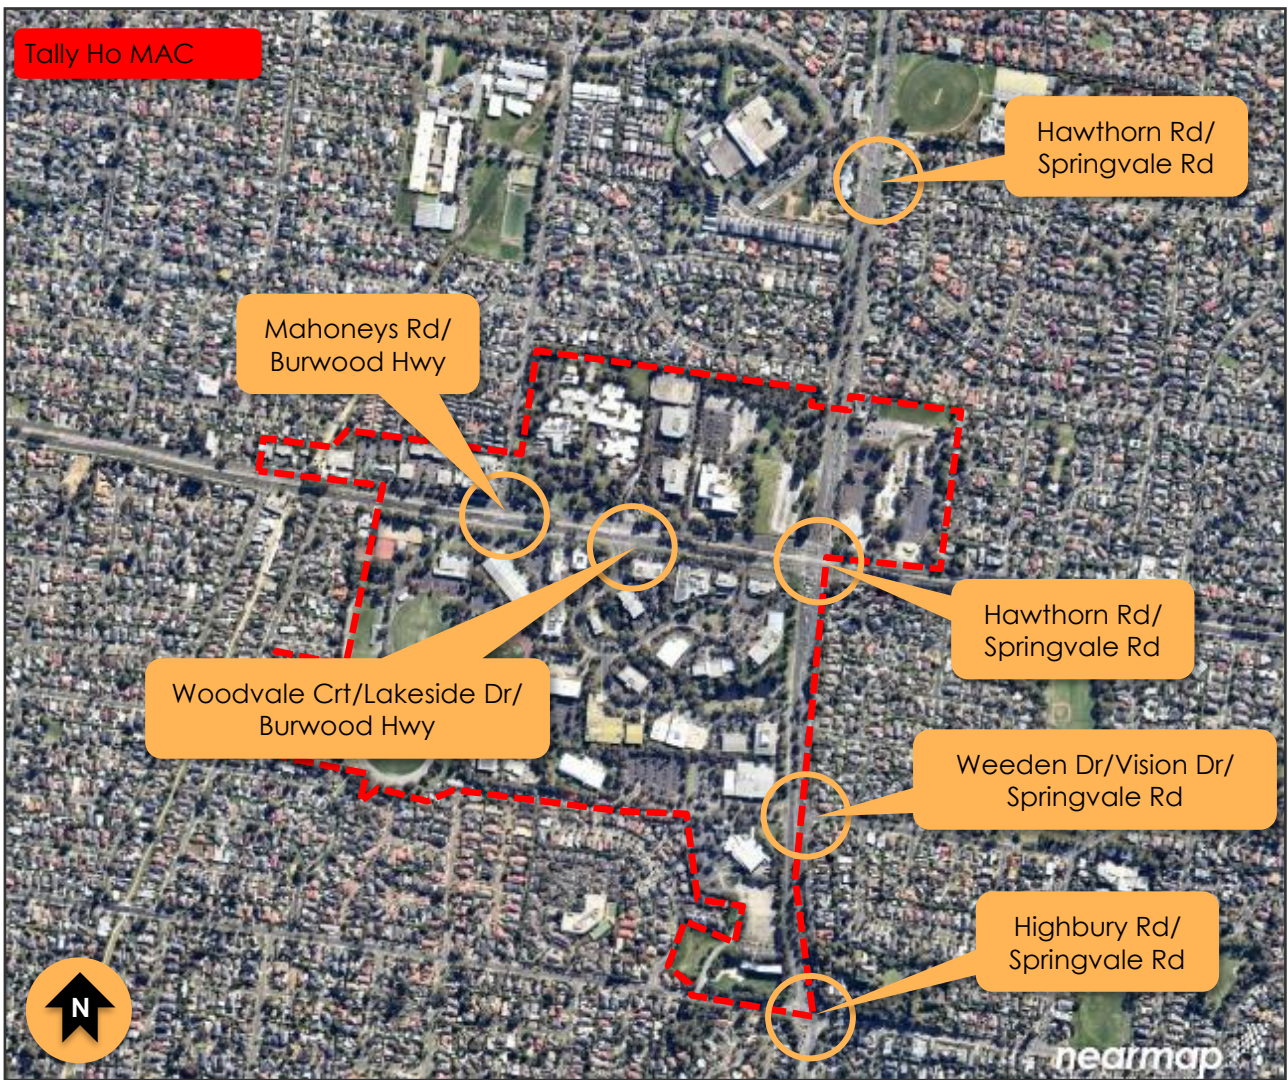 Tally Ho MAC
Hawthorn Rd/
Springvale Rd
Mahoneys Rd/
Burwood Hwy
Hawthorn Rd/
Springvale Rd
Woodvale Crt/Lakeside Dr/
Burwood Hwy
Weeden Dr/Vision Dr/
Springvale Rd
Highbury Rd/
Springvale Rd
N
nearmap